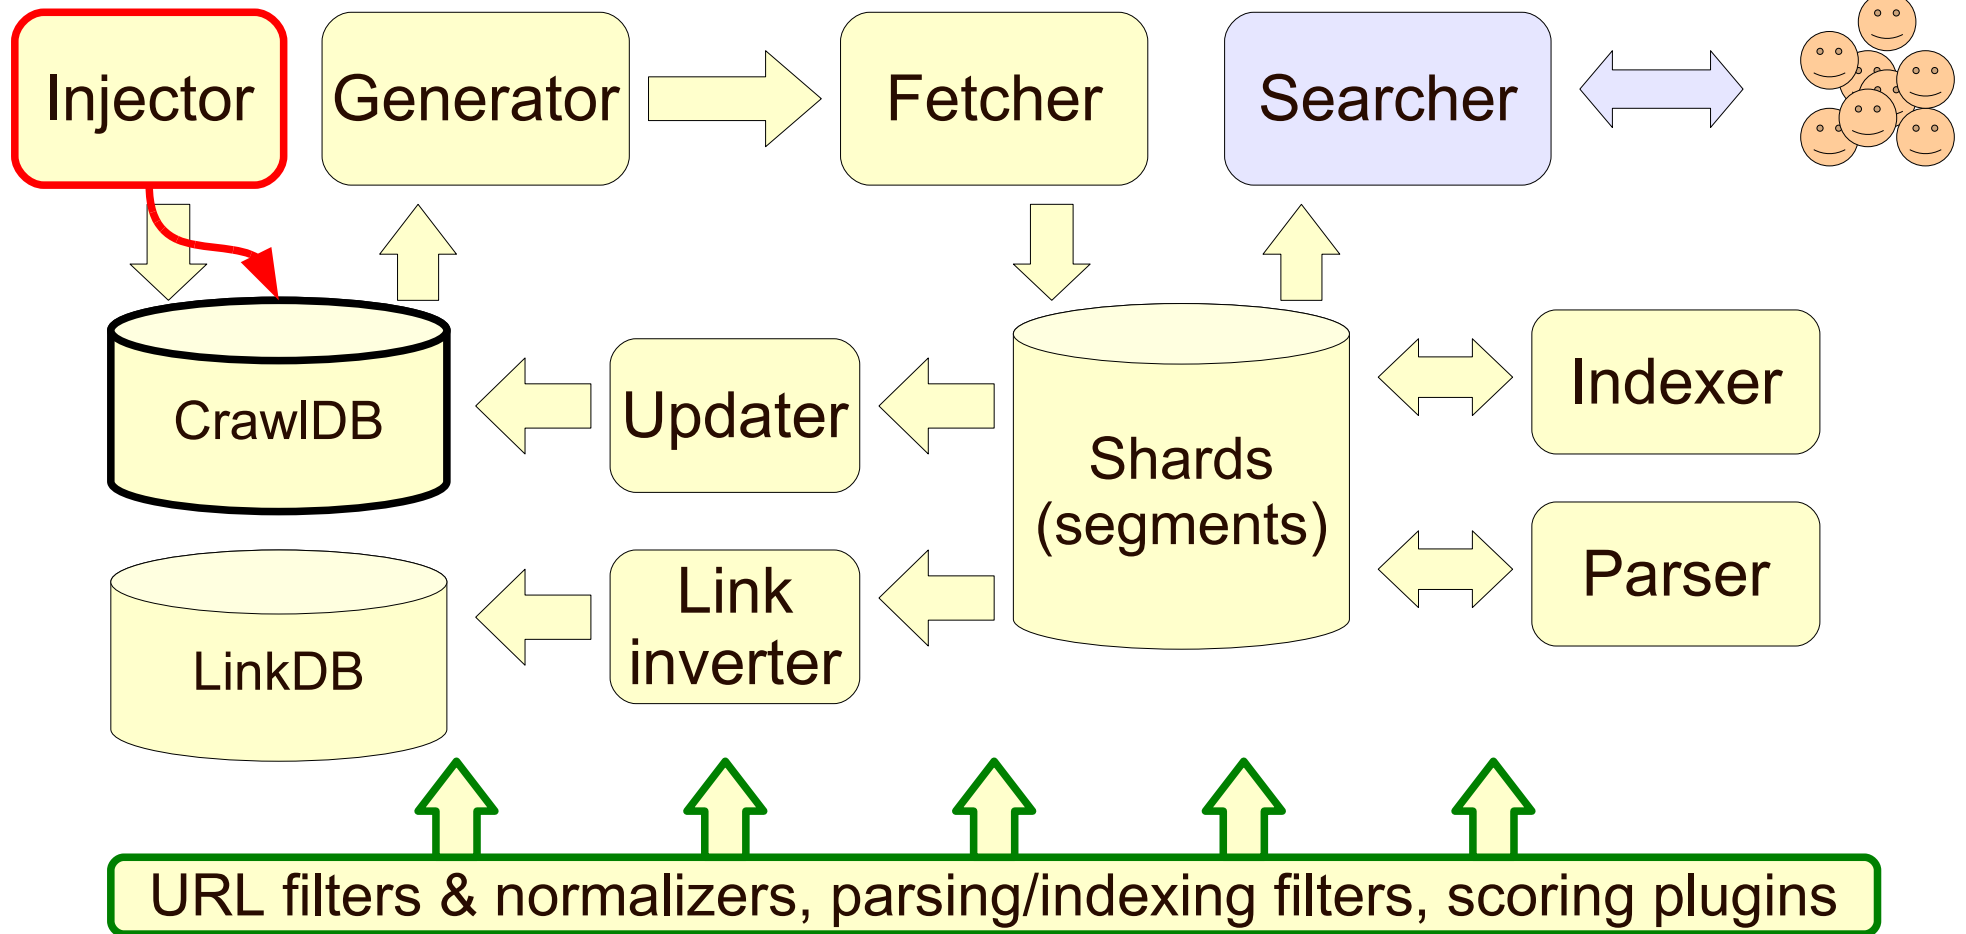 Injector
Generator
Fetcher
Searcher
CrawlDB
Updater
Shards
(segments)
Indexer
Parser
LinkDB
Link
inverter
URL filters & normalizers, parsing/indexing filters, scoring plugins